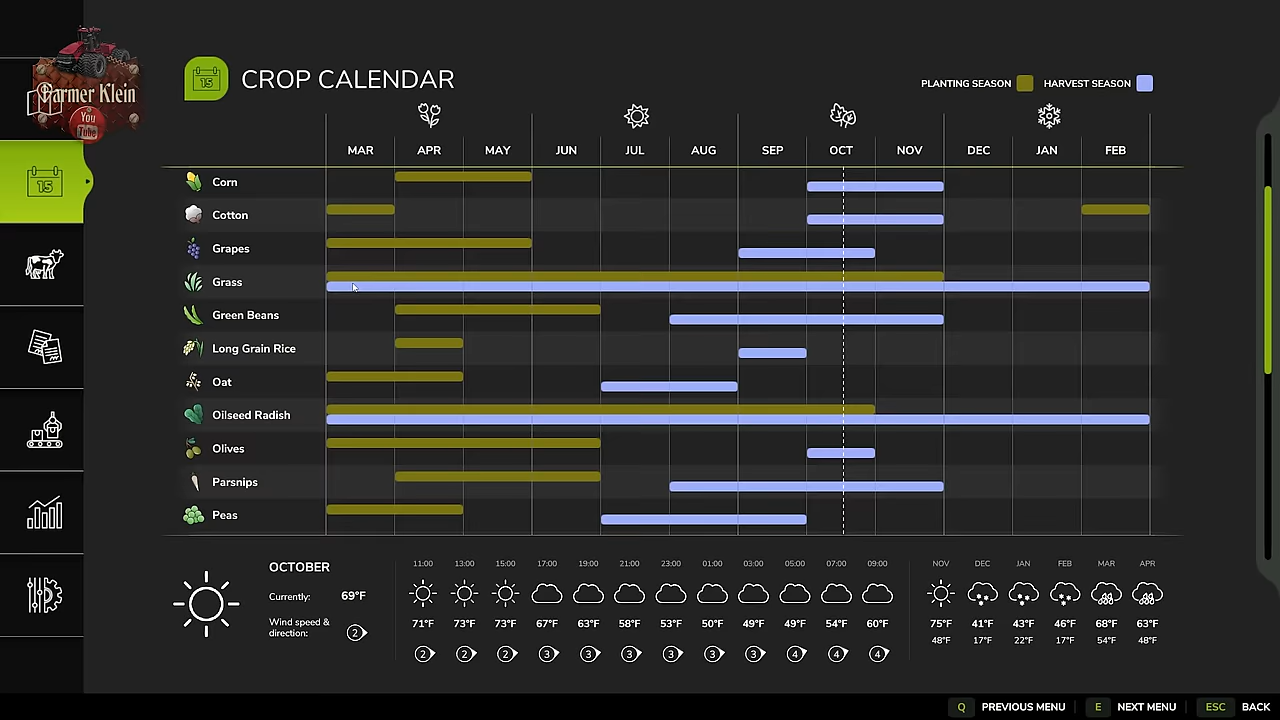 Farmer Klein
You
Tube
15
CROP CALENDAR
PLANTING SEASON
HARVEST SEASON
MAR APR MAY JUN JUL AUG SEP OCT NOV DEC JAN FEB
15
Corn
Cotton
Grapes
Grass
Green Beans
Long Grain Rice
Oat
Oilseed Radish
Olives
Parsnips
Peas
OCTOBER
Currently: 69°F
Wind speed &
direction: 2
11:00 13:00 15:00 17:00 19:00 21:00 23:00 01:00 03:00 05:00 07:00 09:00
71°F 73°F 73°F 67°F 63°F 58°F 53°F 50°F 49°F 49°F 54°F 60°F
2 2 2 3 3 3 3 3 3 4 4 4
NOV DEC JAN FEB MAR APR
75°F 41°F 43°F 46°F 68°F 63°F
48°F 17°F 22°F 17°F 54°F 48°F
Q PREVIOUS MENU E NEXT MENU ESC BACK